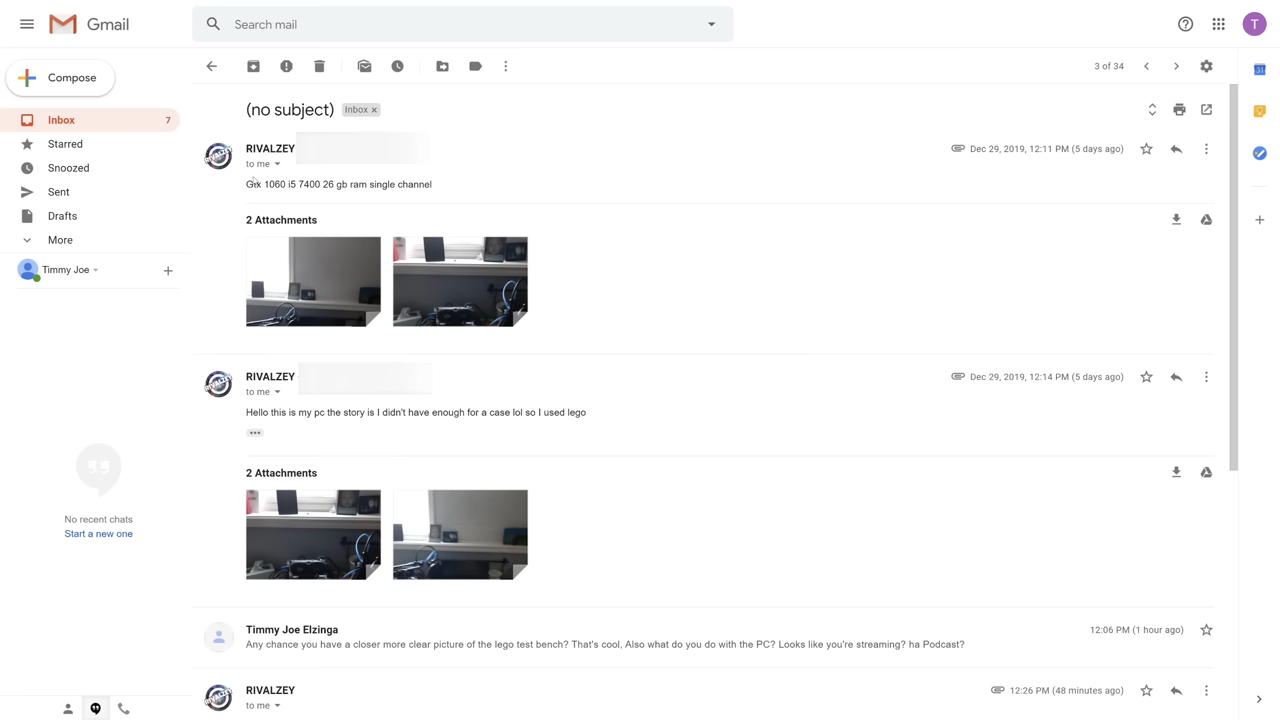 Gmail
Search mail
T
Compose
3 of 34
Inbox
7
Starred
Snoozed
Sent
Drafts
More
Timmy Joe
No recent chats
Start a new one
(no subject)
Inbox ×
RIVALZEY
Dec 29, 2019, 12:11 PM (5 days ago)
to me
Gtx 1060 i5 7400 26 gb ram single channel
2 Attachments
RIVALZEY
Dec 29, 2019, 12:14 PM (5 days ago)
to me
Hello this is my pc the story is I didn't have enough for a case lol so I used lego
2 Attachments
Timmy Joe Elzinga
12:06 PM (1 hour ago)
Any chance you have a closer more clear picture of the lego test bench? That's cool, Also what do you do with the PC? Looks like you're streaming? ha Podcast?
RIVALZEY
12:26 PM (48 minutes ago)
to me
31